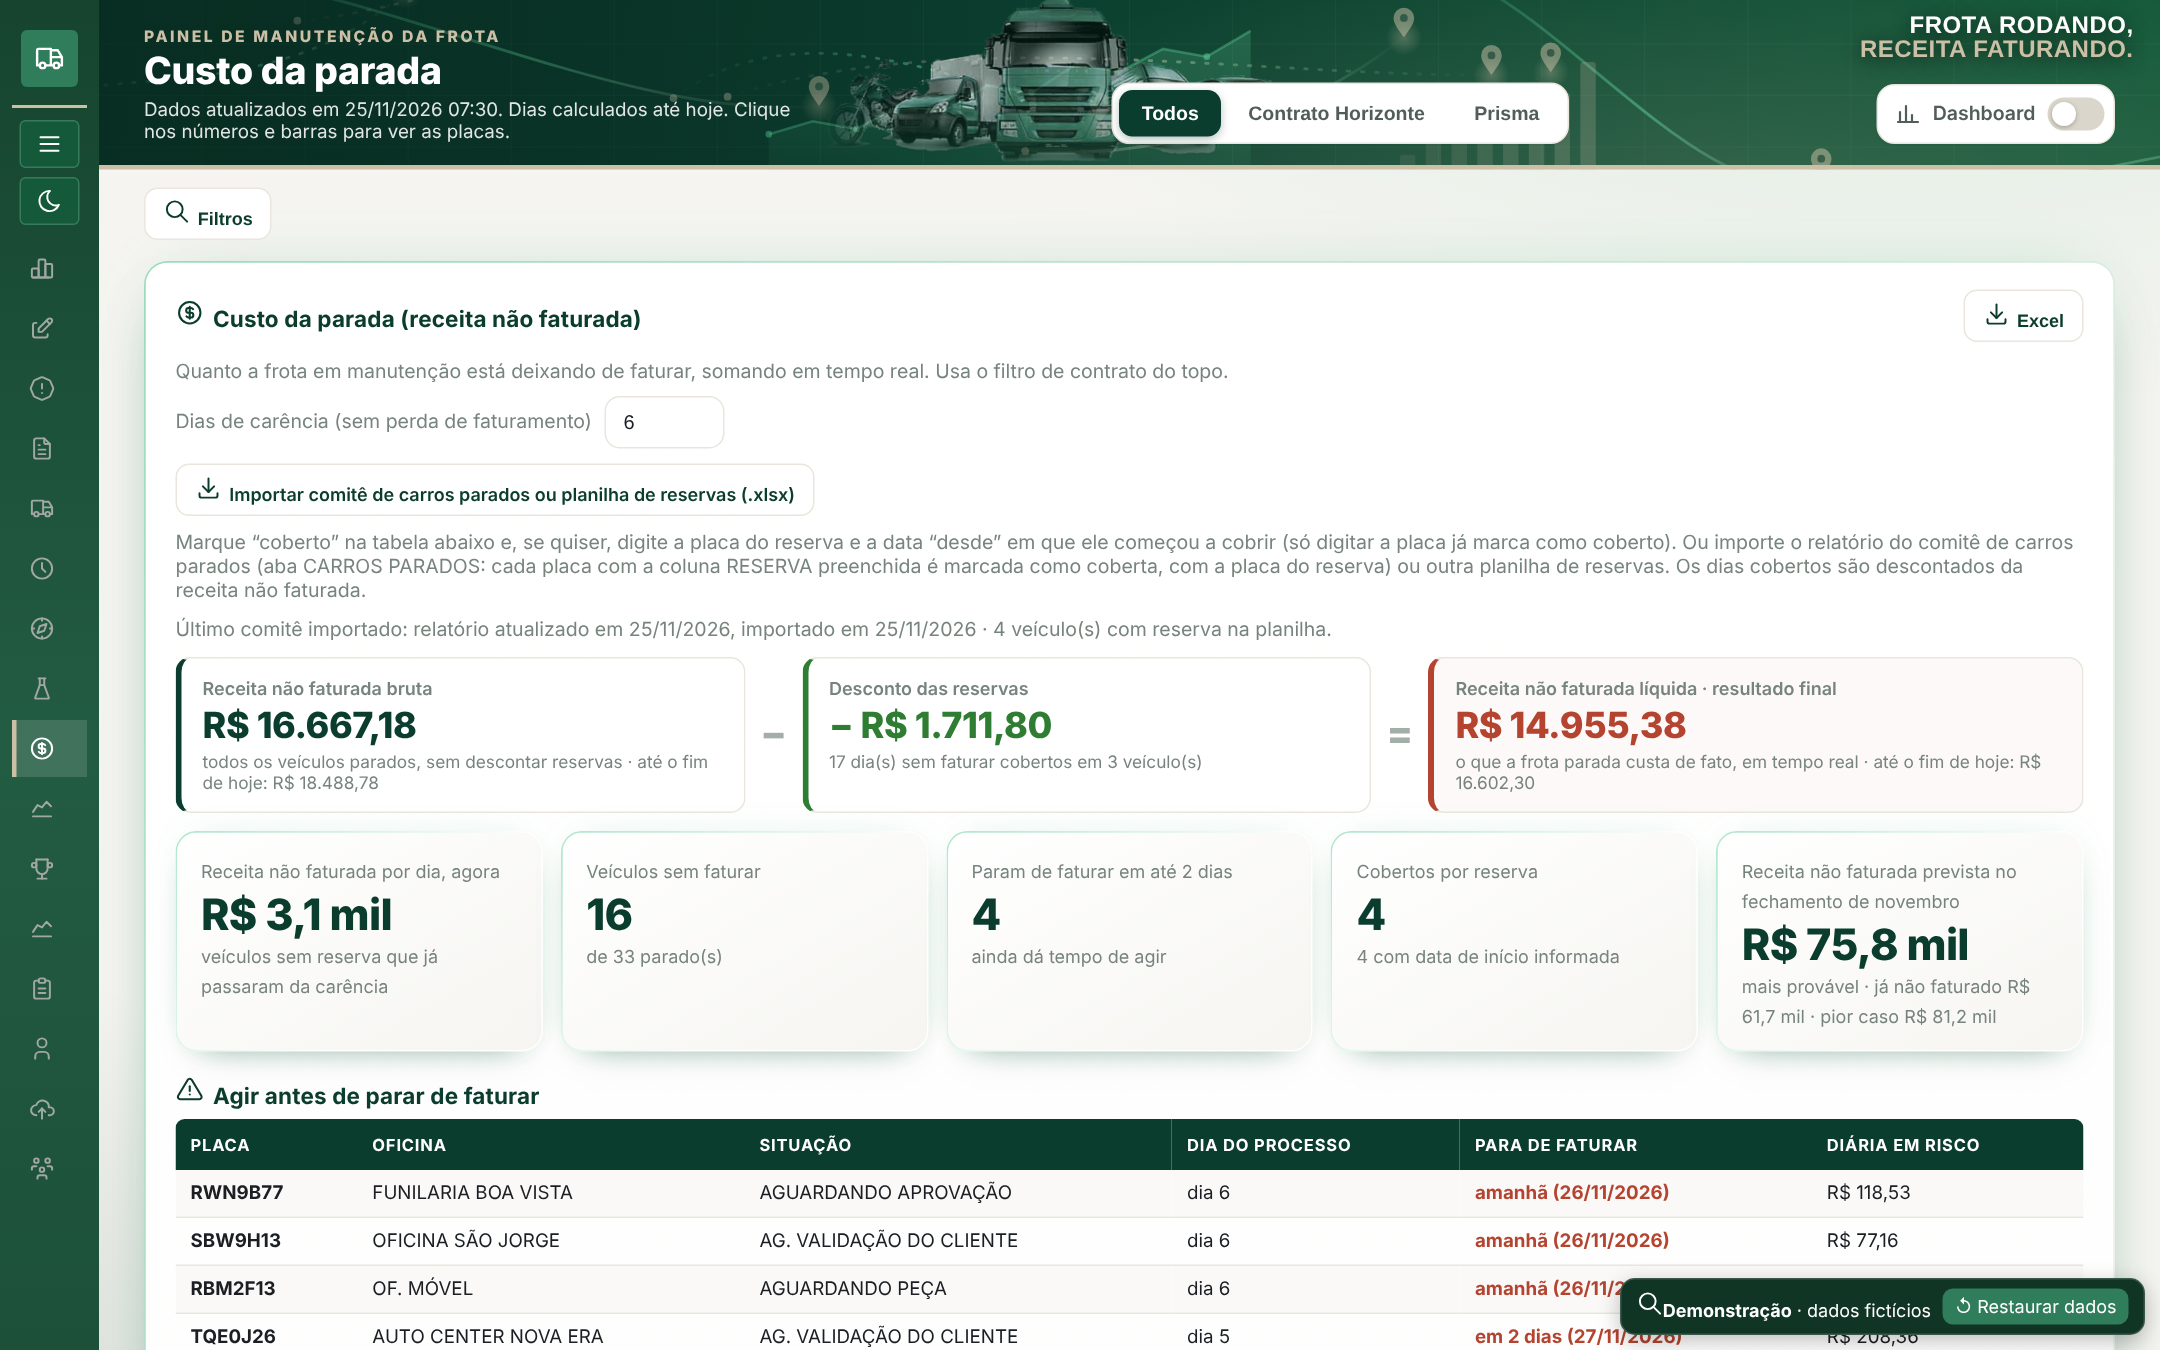 PAINEL DE MANUTENÇÃO DA FROTA
Custo da parada
Dados atualizados em 25/11/2026 07:30. Dias calculados até hoje. Clique
nos números e barras para ver as placas.
Todos
Contrato Horizonte
Prisma
FROTA RODANDO,
RECEITA FATURANDO.
Dashboard
Filtros
Custo da parada (receita não faturada)
Excel
Quanto a frota em manutenção está deixando de faturar, somando em tempo real. Usa o filtro de contrato do topo.
Dias de carência (sem perda de faturamento) 6
Importar comitê de carros parados ou planilha de reservas (.xlsx)
Marque “coberto” na tabela abaixo e, se quiser, digite a placa do reserva e a data “desde” em que ele começou a cobrir (só digitar a placa já marca como coberto). Ou importe o relatório do comitê de carros
parados (aba CARROS PARADOS: cada placa com a coluna RESERVA preenchida é marcada como coberta, com a placa do reserva) ou outra planilha de reservas. Os dias cobertos são descontados da
receita não faturada.
Último comitê importado: relatório atualizado em 25/11/2026, importado em 25/11/2026 · 4 veículo(s) com reserva na planilha.
Receita não faturada bruta
R$ 16.667,18
todos os veículos parados, sem descontar reservas · até o fim
de hoje: R$ 18.488,78
–
Desconto das reservas
– R$ 1.711,80
17 dia(s) sem faturar cobertos em 3 veículo(s)
=
Receita não faturada líquida · resultado final
R$ 14.955,38
o que a frota parada custa de fato, em tempo real · até o fim de hoje: R$
16.602,30
Receita não faturada por dia, agora
R$ 3,1 mil
veículos sem reserva que já
passaram da carência
Veículos sem faturar
16
de 33 parado(s)
Param de faturar em até 2 dias
4
ainda dá tempo de agir
Cobertos por reserva
4
4 com data de início informada
Receita não faturada prevista no
fechamento de novembro
R$ 75,8 mil
mais provável · já não faturado R$
61,7 mil · pior caso R$ 81,2 mil
Agir antes de parar de faturar
PLACA OFICINA SITUAÇÃO DIA DO PROCESSO PARA DE FATURAR DIÁRIA EM RISCO
RWN9B77 FUNILARIA BOA VISTA AGUARDANDO APROVAÇÃO dia 6 amanhã (26/11/2026) R$ 118,53
SBW9H13 OFICINA SÃO JORGE AG. VALIDAÇÃO DO CLIENTE dia 6 amanhã (26/11/2026) R$ 77,16
RBM2F13 OF. MÓVEL AGUARDANDO PEÇA dia 6 amanhã (26/11/2
TQE0J26 AUTO CENTER NOVA ERA AG. VALIDAÇÃO DO CLIENTE dia 5 em 2 dias (27/11/2026) R$ 208,36
Demonstração · dados fictícios
Restaurar dados